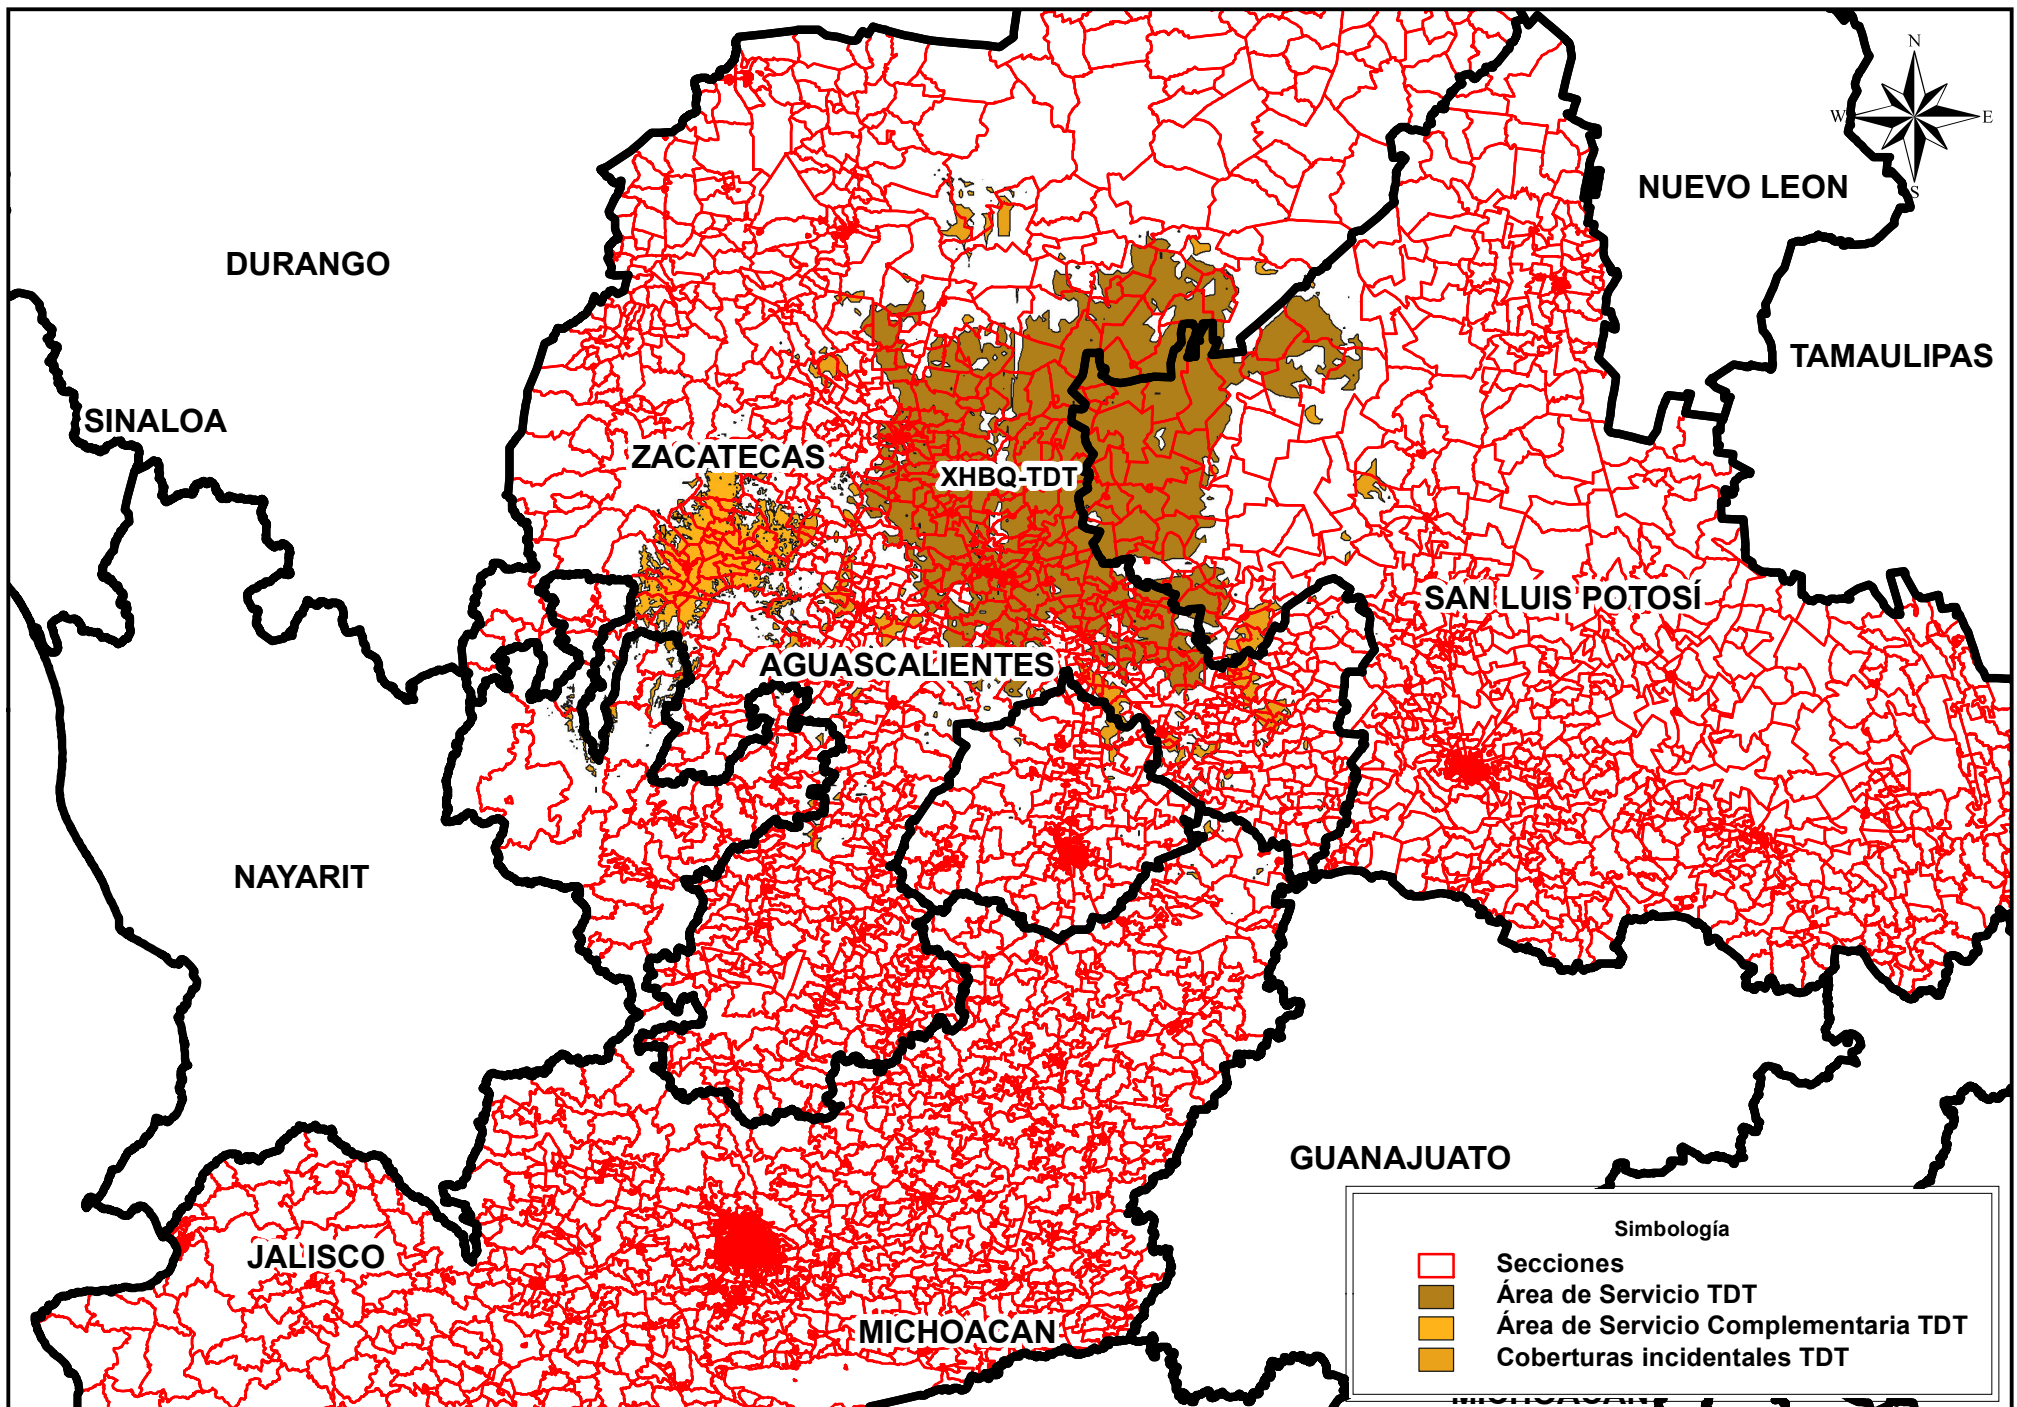 N
W
E
S
NUEVO LEON
DURANGO
TAMAULIPAS
SINALOA
ZACATECAS
XHBQ-TDT
SAN LUIS POTOSÍ
AGUASCALIENTES
NAYARIT
GUANAJUATO
JALISCO
MICHOACAN
Simbología
Secciones
Área de Servicio TDT
Área de Servicio Complementaria TDT
Coberturas incidentales TDT
MICHOACAN